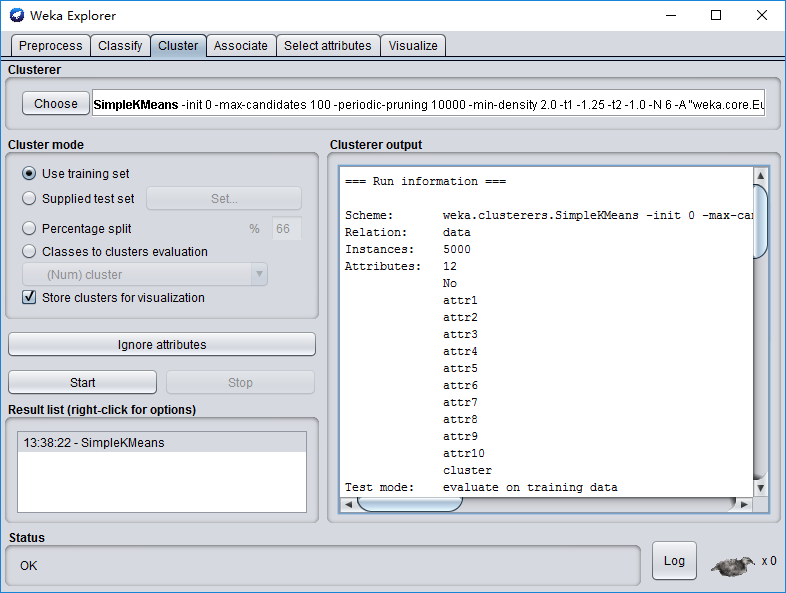 Weka Explorer
Preprocess Classify Cluster Associate Select attributes Visualize
Clusterer
Choose SimpleKMeans -init 0 -max-candidates 100 -periodic-pruning 10000 -min-density 2.0 -t1 -1.25 -t2 -1.0 -N 6 -A "weka.core.Eu
Cluster mode
Use training set
Supplied test set Set...
Percentage split % 66
Classes to clusters evaluation
(Num) cluster
Store clusters for visualization
Ignore attributes
Start Stop
Result list (right-click for options)
13:38:22 - SimpleKMeans
Clusterer output
=== Run information ===
Scheme: weka.clusterers.SimpleKMeans -init 0 -max-can
Relation: data
Instances: 5000
Attributes: 12
No
attr1
attr2
attr3
attr4
attr5
attr6
attr7
attr8
attr9
attr10
cluster
Test mode: evaluate on training data
Status
OK
Log x 0